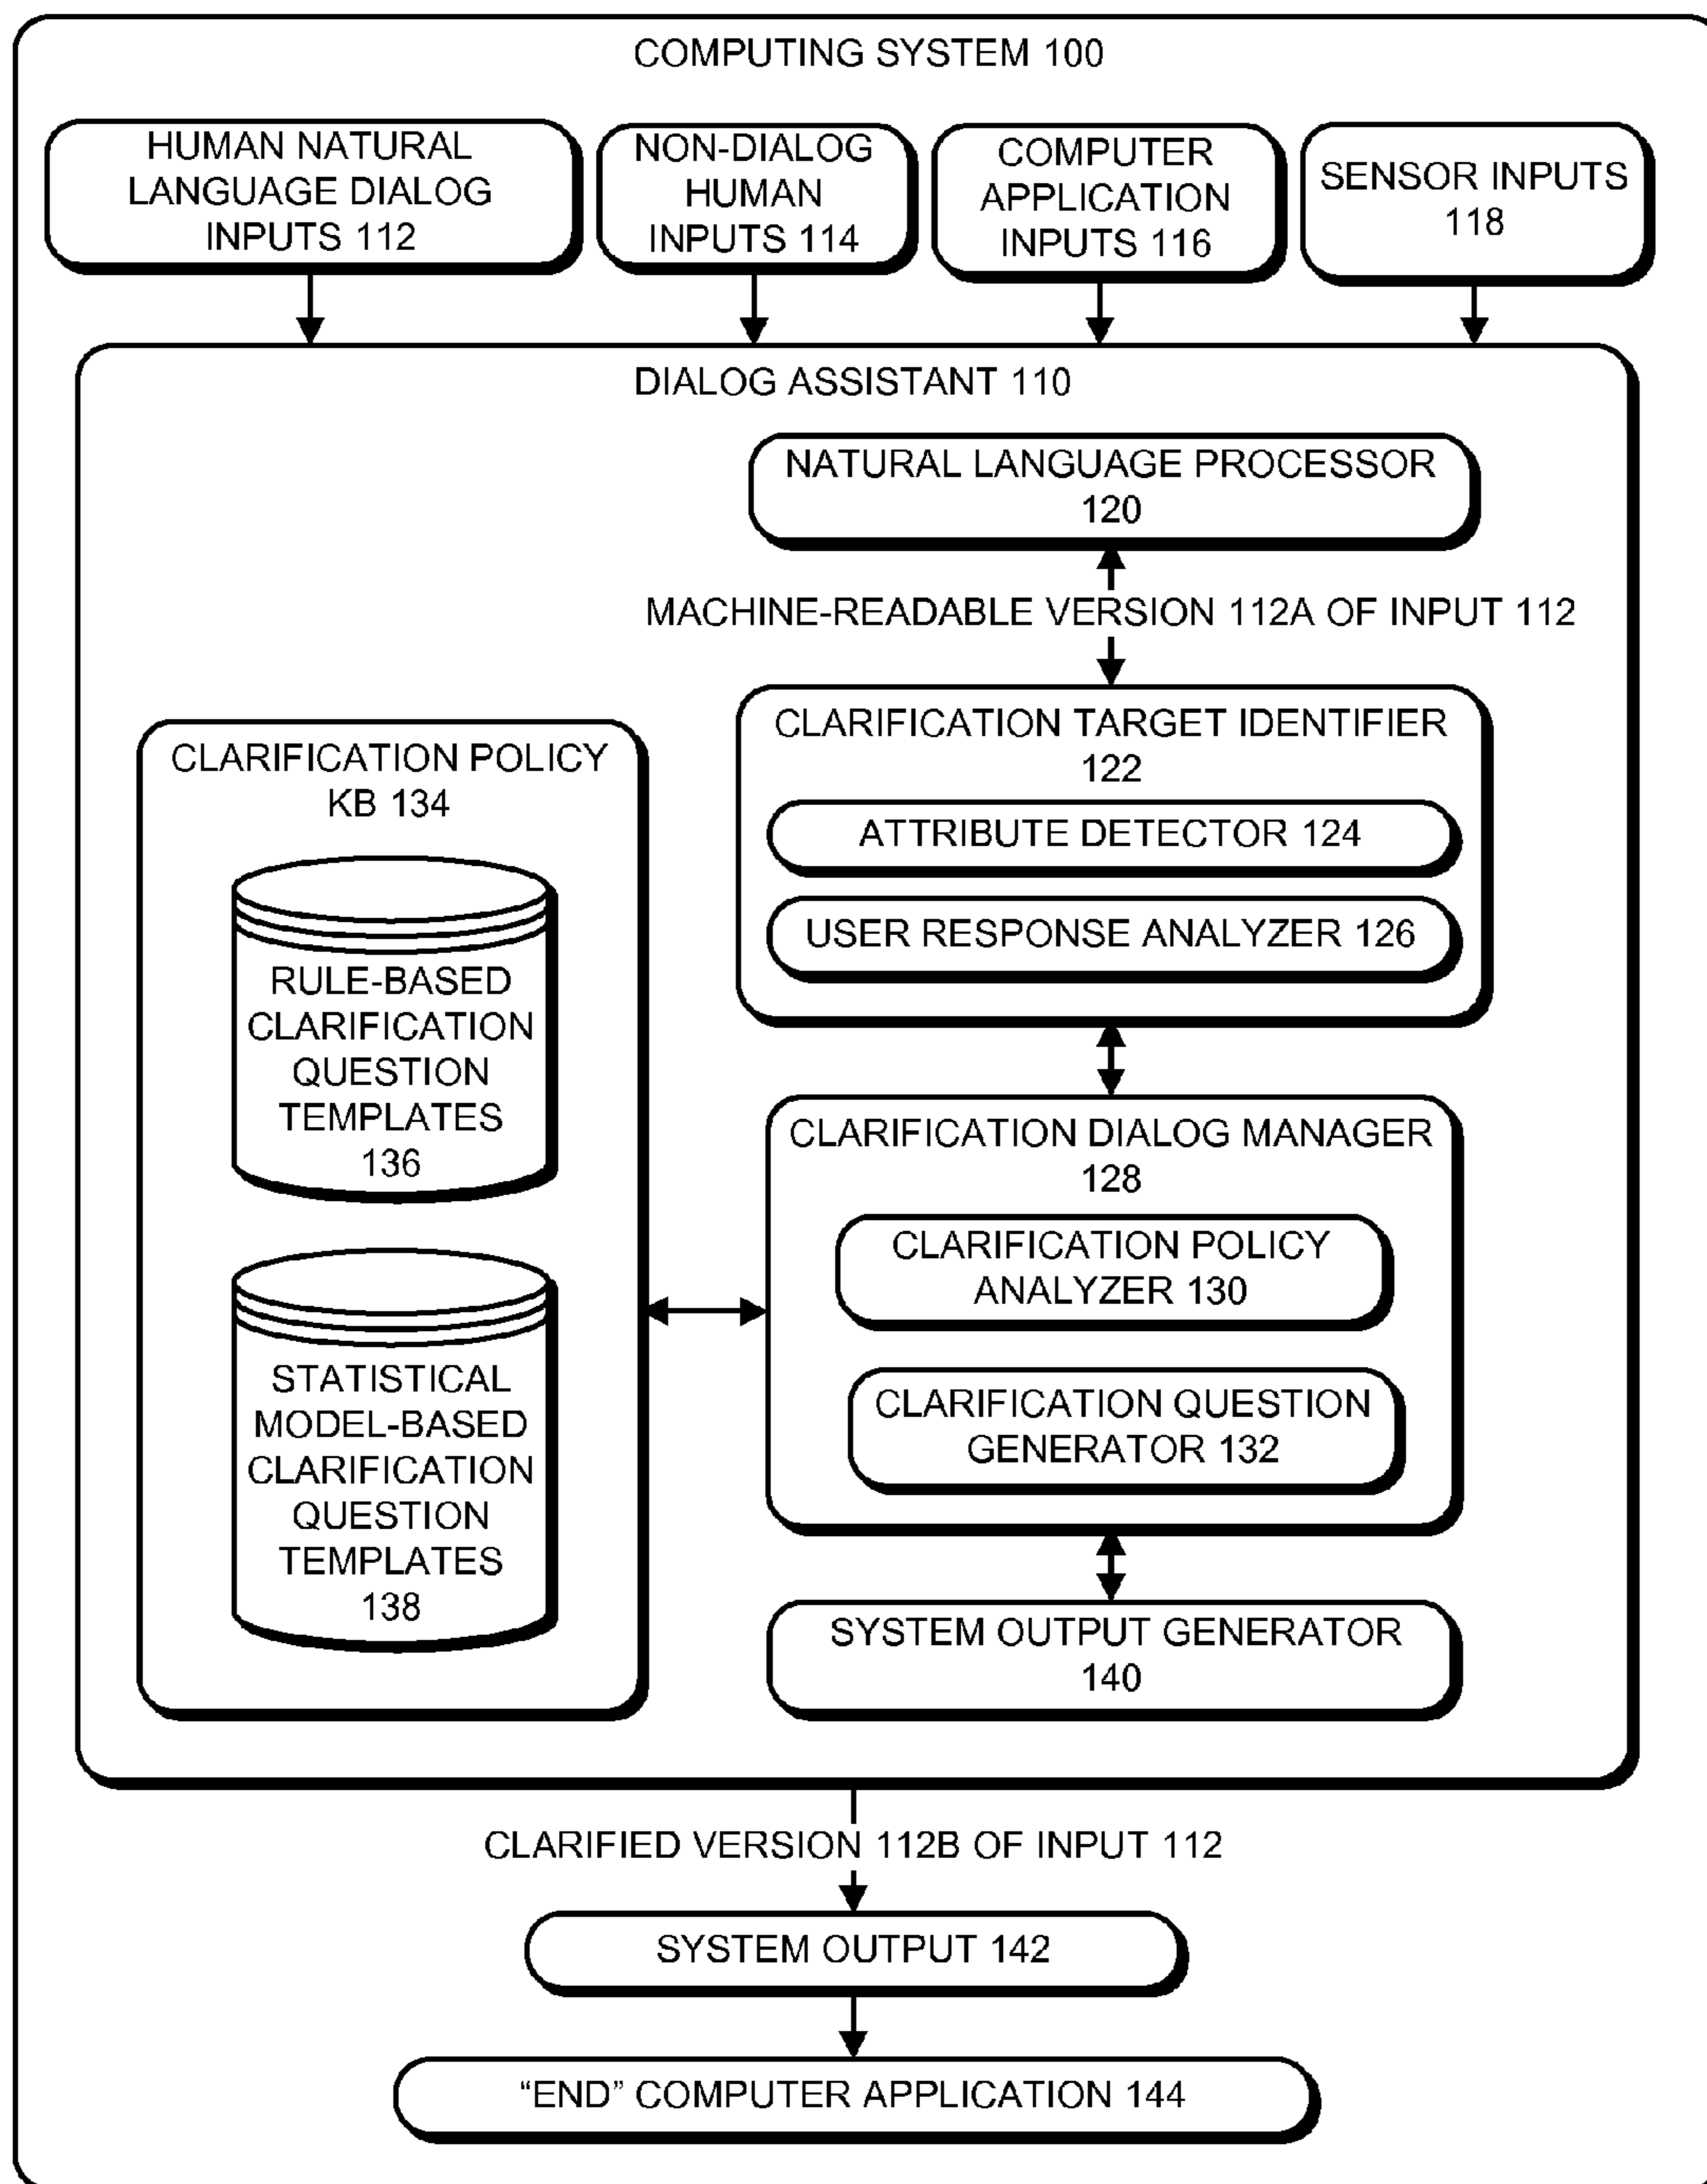 COMPUTING SYSTEM 100
HUMAN NATURAL
LANGUAGE DIALOG
INPUTS 112
NON-DIALOG
HUMAN
INPUTS 114
COMPUTER
APPLICATION
INPUTS 116
SENSOR INPUTS
118
DIALOG ASSISTANT 110
NATURAL LANGUAGE PROCESSOR
120
MACHINE-READABLE VERSION 112A OF INPUT 112
CLARIFICATION TARGET IDENTIFIER
122
ATTRIBUTE DETECTOR 124
USER RESPONSE ANALYZER 126
CLARIFICATION POLICY
KB 134
RULE-BASED
CLARIFICATION
QUESTION
TEMPLATES
136
STATISTICAL
MODEL-BASED
CLARIFICATION
QUESTION
TEMPLATES
138
CLARIFICATION DIALOG MANAGER
128
CLARIFICATION POLICY
ANALYZER 130
CLARIFICATION QUESTION
GENERATOR 132
SYSTEM OUTPUT GENERATOR
140
CLARIFIED VERSION 112B OF INPUT 112
SYSTEM OUTPUT 142
“END” COMPUTER APPLICATION 144